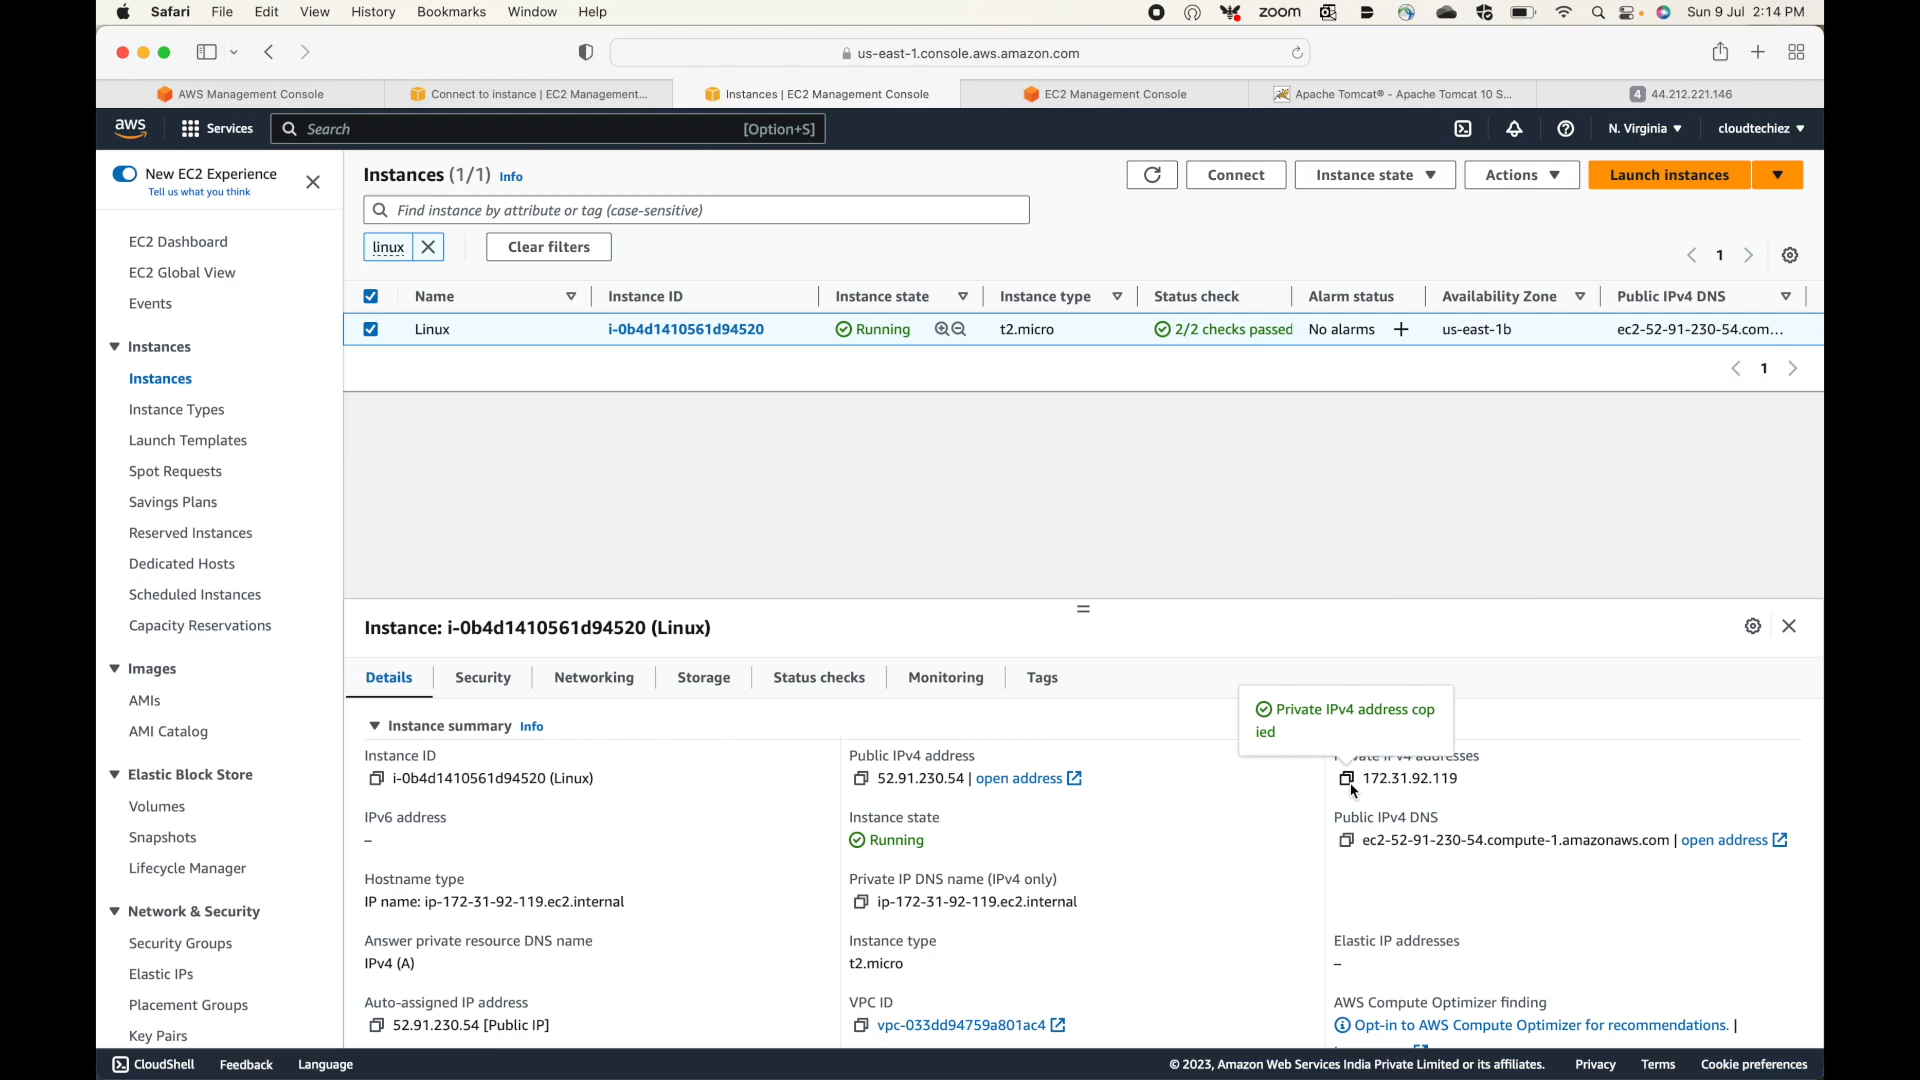 Safari File Edit View History Bookmarks Window Help zoom Sun 9 Jul 2:14 PM
us-east-1.console.aws.amazon.com
AWS Management Console Connect to instance | EC2 Management... Instances | EC2 Management Console EC2 Management Console Apache Tomcat® - Apache Tomcat 10 S... 4 44.212.221.146
aws Services Search [Option+S] N. Virginia cloudtechiez
New EC2 Experience
Tell us what you think
EC2 Dashboard
EC2 Global View
Events
Instances
Instances
Instance Types
Launch Templates
Spot Requests
Savings Plans
Reserved Instances
Dedicated Hosts
Scheduled Instances
Capacity Reservations
Images
AMIs
AMI Catalog
Elastic Block Store
Volumes
Snapshots
Lifecycle Manager
Network & Security
Security Groups
Elastic IPs
Placement Groups
Key Pairs
Instances (1/1) Info
Connect Instance state Actions Launch instances
Find instance by attribute or tag (case-sensitive)
linux Clear filters
1
Name Instance ID Instance state Instance type Status check Alarm status Availability Zone Public IPv4 DNS
Linux i-0b4d1410561d94520 Running t2.micro 2/2 checks passed No alarms + us-east-1b ec2-52-91-230-54.com...
1
Instance: i-0b4d1410561d94520 (Linux)
Details Security Networking Storage Status checks Monitoring Tags
Private IPv4 address cop
ied
Instance summary Info
Instance ID
i-0b4d1410561d94520 (Linux)
Public IPv4 address
52.91.230.54 | open address
IPv4 addresses
172.31.92.119
IPv6 address
–
Instance state
Running
Public IPv4 DNS
ec2-52-91-230-54.compute-1.amazonaws.com | open address
Hostname type
IP name: ip-172-31-92-119.ec2.internal
Private IP DNS name (IPv4 only)
ip-172-31-92-119.ec2.internal
Answer private resource DNS name
IPv4 (A)
Instance type
t2.micro
Elastic IP addresses
–
Auto-assigned IP address
52.91.230.54 [Public IP]
VPC ID
vpc-033dd94759a801ac4
AWS Compute Optimizer finding
Opt-in to AWS Compute Optimizer for recommendations. |
CloudShell Feedback Language © 2023, Amazon Web Services India Private Limited or its affiliates. Privacy Terms Cookie preferences